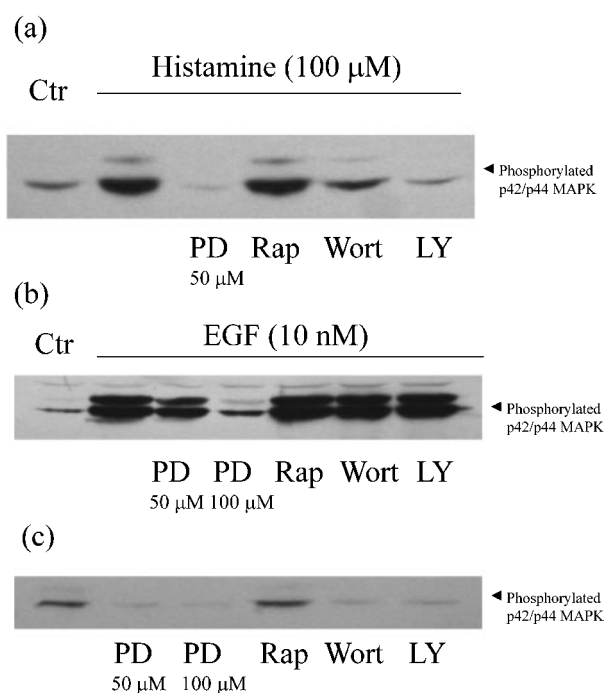 (a)
Histamine (100 μM)
Ctr
Phosphorylated
p42/p44 MAPK
PD Rap Wort LY
50 μM
(b)
EGF (10 nM)
Ctr
Phosphorylated
p42/p44 MAPK
PD PD Rap Wort LY
50 μM 100 μM
(c)
Phosphorylated
p42/p44 MAPK
PD PD Rap Wort LY
50 μM 100 μM